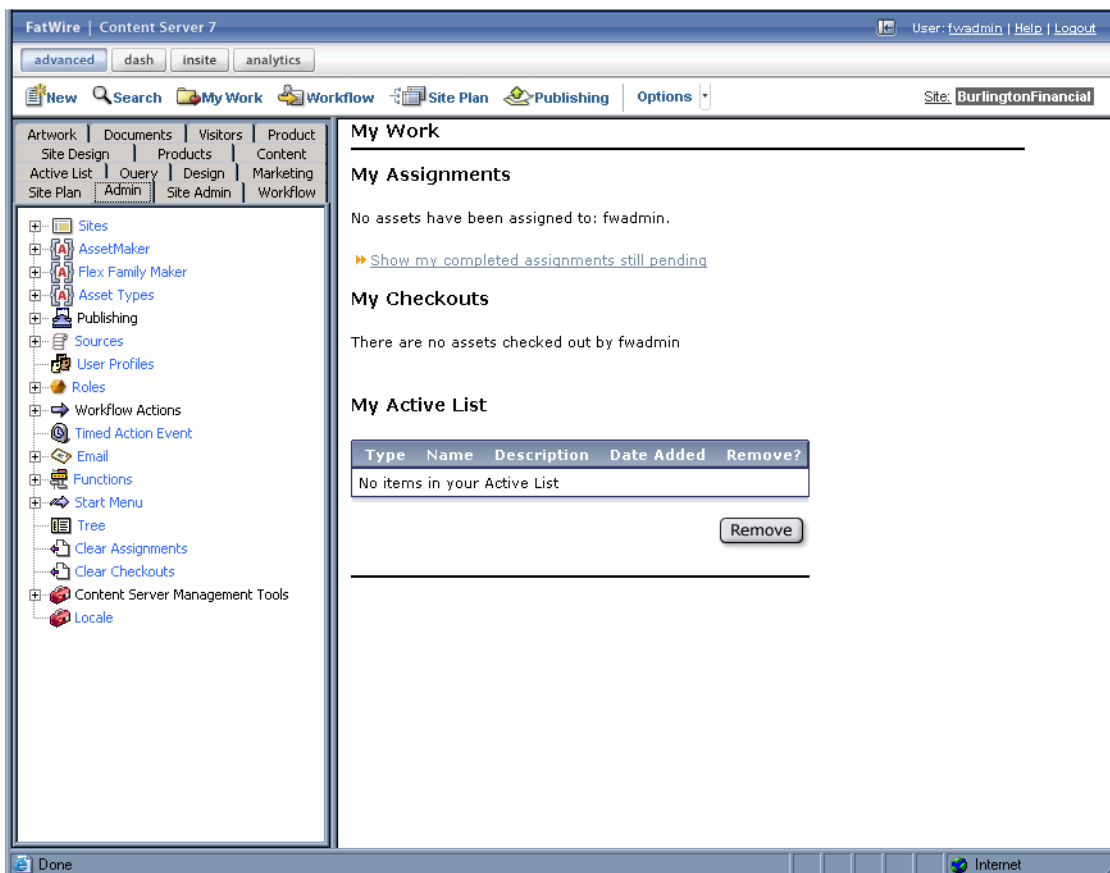 FatWire | Content Server 7 User: fwadmin | Help | Logout
advanced dash insite analytics
New Search My Work Workflow Site Plan Publishing Options Site: BurlingtonFinancial
Artwork Documents Visitors Product
Site Design Products Content
Active List Query Design Marketing
Site Plan Admin Site Admin Workflow
Sites
AssetMaker
Flex Family Maker
Asset Types
Publishing
Sources
User Profiles
Roles
Workflow Actions
Timed Action Event
Email
Functions
Start Menu
Tree
Clear Assignments
Clear Checkouts
Content Server Management Tools
Locale
My Work
My Assignments
No assets have been assigned to: fwadmin.
Show my completed assignments still pending
My Checkouts
There are no assets checked out by fwadmin
My Active List
Type Name Description Date Added Remove?
No items in your Active List
Remove
Done Internet